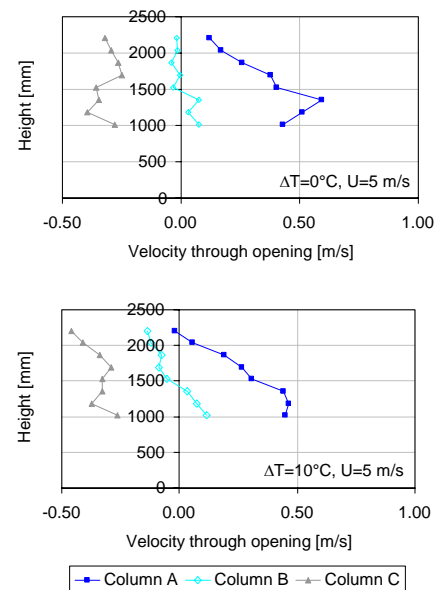 2500
2000
1500
1000
500
0
Height [mm]
ΔT=0°C, U=5 m/s
-0.50 0.00 0.50 1.00
Velocity through opening [m/s]
2500
2000
1500
1000
500
0
Height [mm]
ΔT=10°C, U=5 m/s
-0.50 0.00 0.50 1.00
Velocity through opening [m/s]
Column A Column B Column C